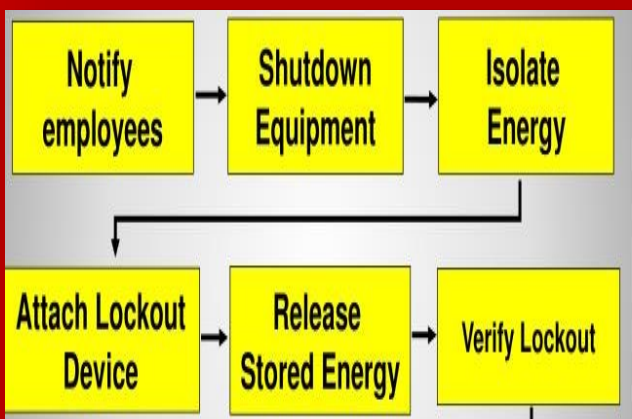 Notify
employees
Shutdown
Equipment
Isolate
Energy
Attach Lockout
Device
Release
Stored Energy
Verify Lockout